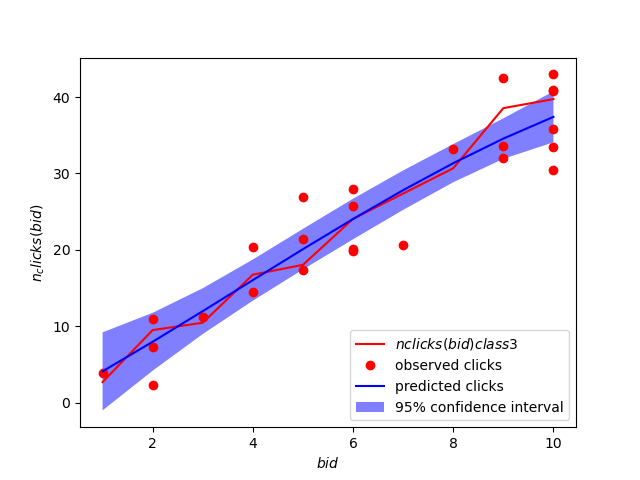 40
30
20
10
0
n_clicks(bid)
nclicks(bid)class3
observed clicks
predicted clicks
95% confidence interval
2 4 6 8 10
bid